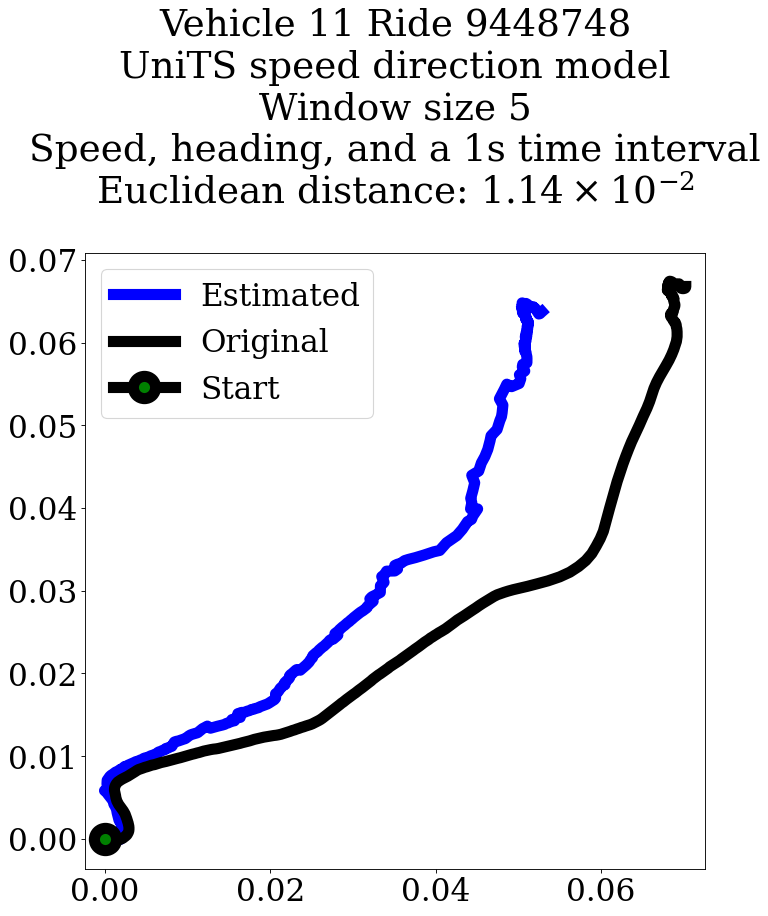 Vehicle 11 Ride 9448748
UniTS speed direction model
Window size 5
Speed, heading, and a 1s time interval
Euclidean distance: 1.14 × 10⁻²
0.07
0.06
0.05
0.04
0.03
0.02
0.01
0.00
Estimated
Original
Start
0.00 0.02 0.04 0.06